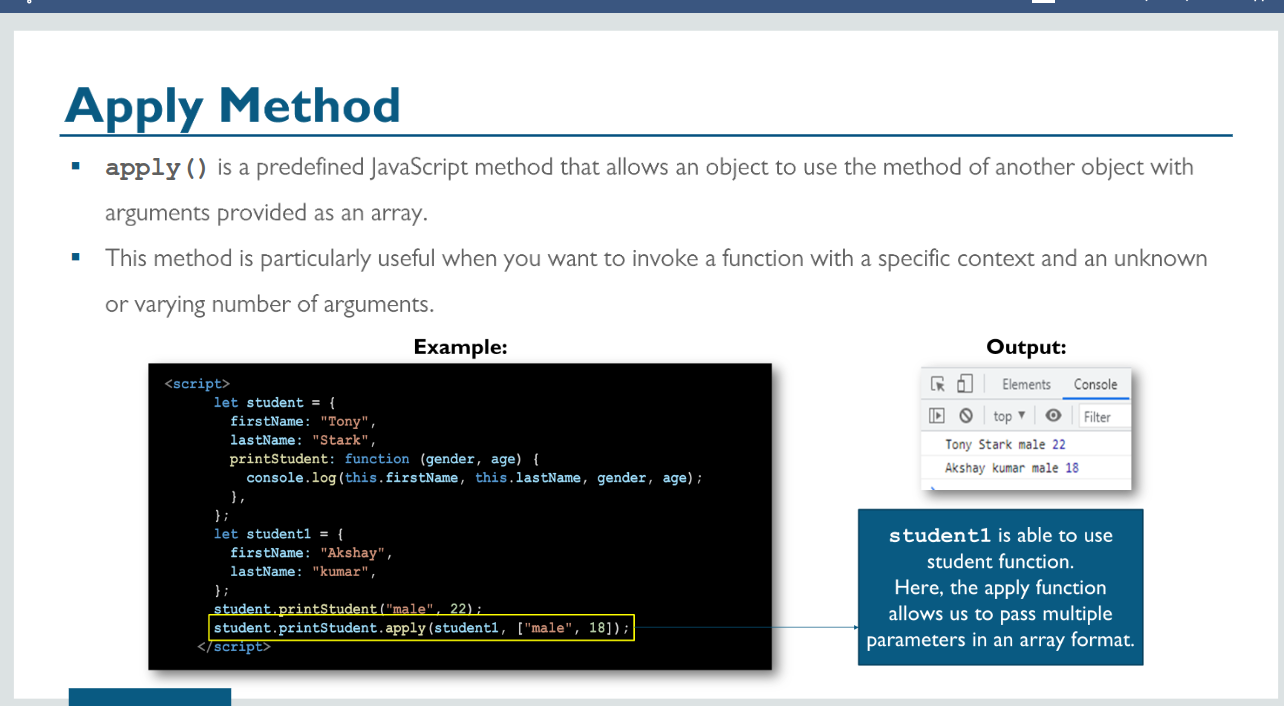 Apply Method
▪ apply() is a predefined JavaScript method that allows an object to use the method of another object with
arguments provided as an array.
▪ This method is particularly useful when you want to invoke a function with a specific context and an unknown
or varying number of arguments.
Example:
<script>
let student = {
firstName: "Tony",
lastName: "Stark",
printStudent: function (gender, age) {
console.log(this.firstName, this.lastName, gender, age);
},
};
let student1 = {
firstName: "Akshay",
lastName: "kumar",
};
student.printStudent("male", 22);
student.printStudent.apply(student1, ["male", 18]);
</script>
Output:
Elements Console
top ▼ Filter
Tony Stark male 22
Akshay kumar male 18
student1 is able to use
student function.
Here, the apply function
allows us to pass multiple
parameters in an array format.